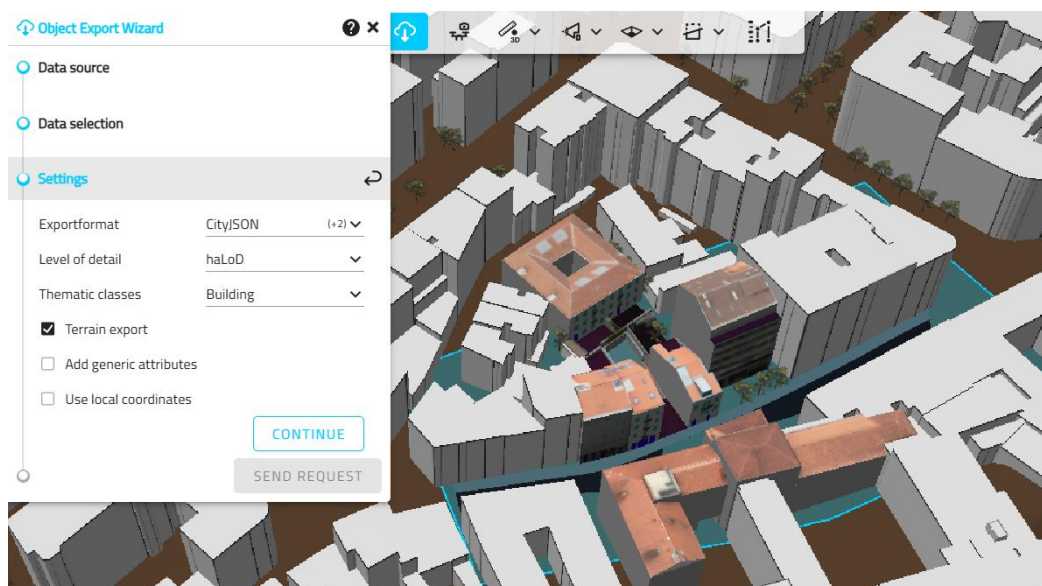 Object Export Wizard
Data source
Data selection
Settings
Exportformat CityJSON (+2)
Level of detail haLoD
Thematic classes Building
Terrain export
Add generic attributes
Use local coordinates
CONTINUE
SEND REQUEST
3D